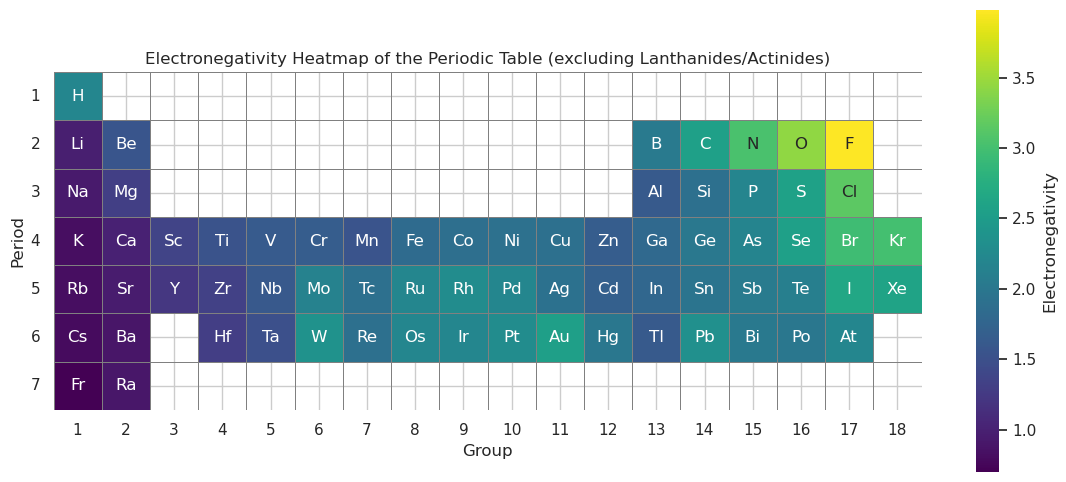 Electronegativity Heatmap of the Periodic Table (excluding Lanthanides/Actinides)
1 H
2 Li Be B C N O F
3 Na Mg Al Si P S Cl
4 K Ca Sc Ti V Cr Mn Fe Co Ni Cu Zn Ga Ge As Se Br Kr
5 Rb Sr Y Zr Nb Mo Tc Ru Rh Pd Ag Cd In Sn Sb Te I Xe
6 Cs Ba Hf Ta W Re Os Ir Pt Au Hg Tl Pb Bi Po At
7 Fr Ra
1 2 3 4 5 6 7 8 9 10 11 12 13 14 15 16 17 18
Group
Period
3.5
3.0
2.5
2.0
1.5
1.0
Electronegativity